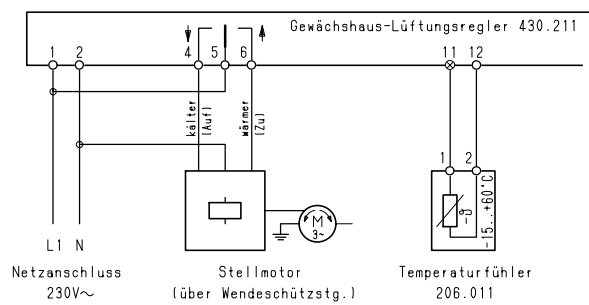 Gewächshaus-Lüftungsregler 430.211
1 2 4 5 6 11 12
kälter
(Auf)
wärmer
(Zu)
1 2
M
3~
-ϑ
-15...+60°C
L1 N
Netzanschluss
230V~
Stellmotor
(über Wendeschützstg.)
Temperaturfühler
206.011